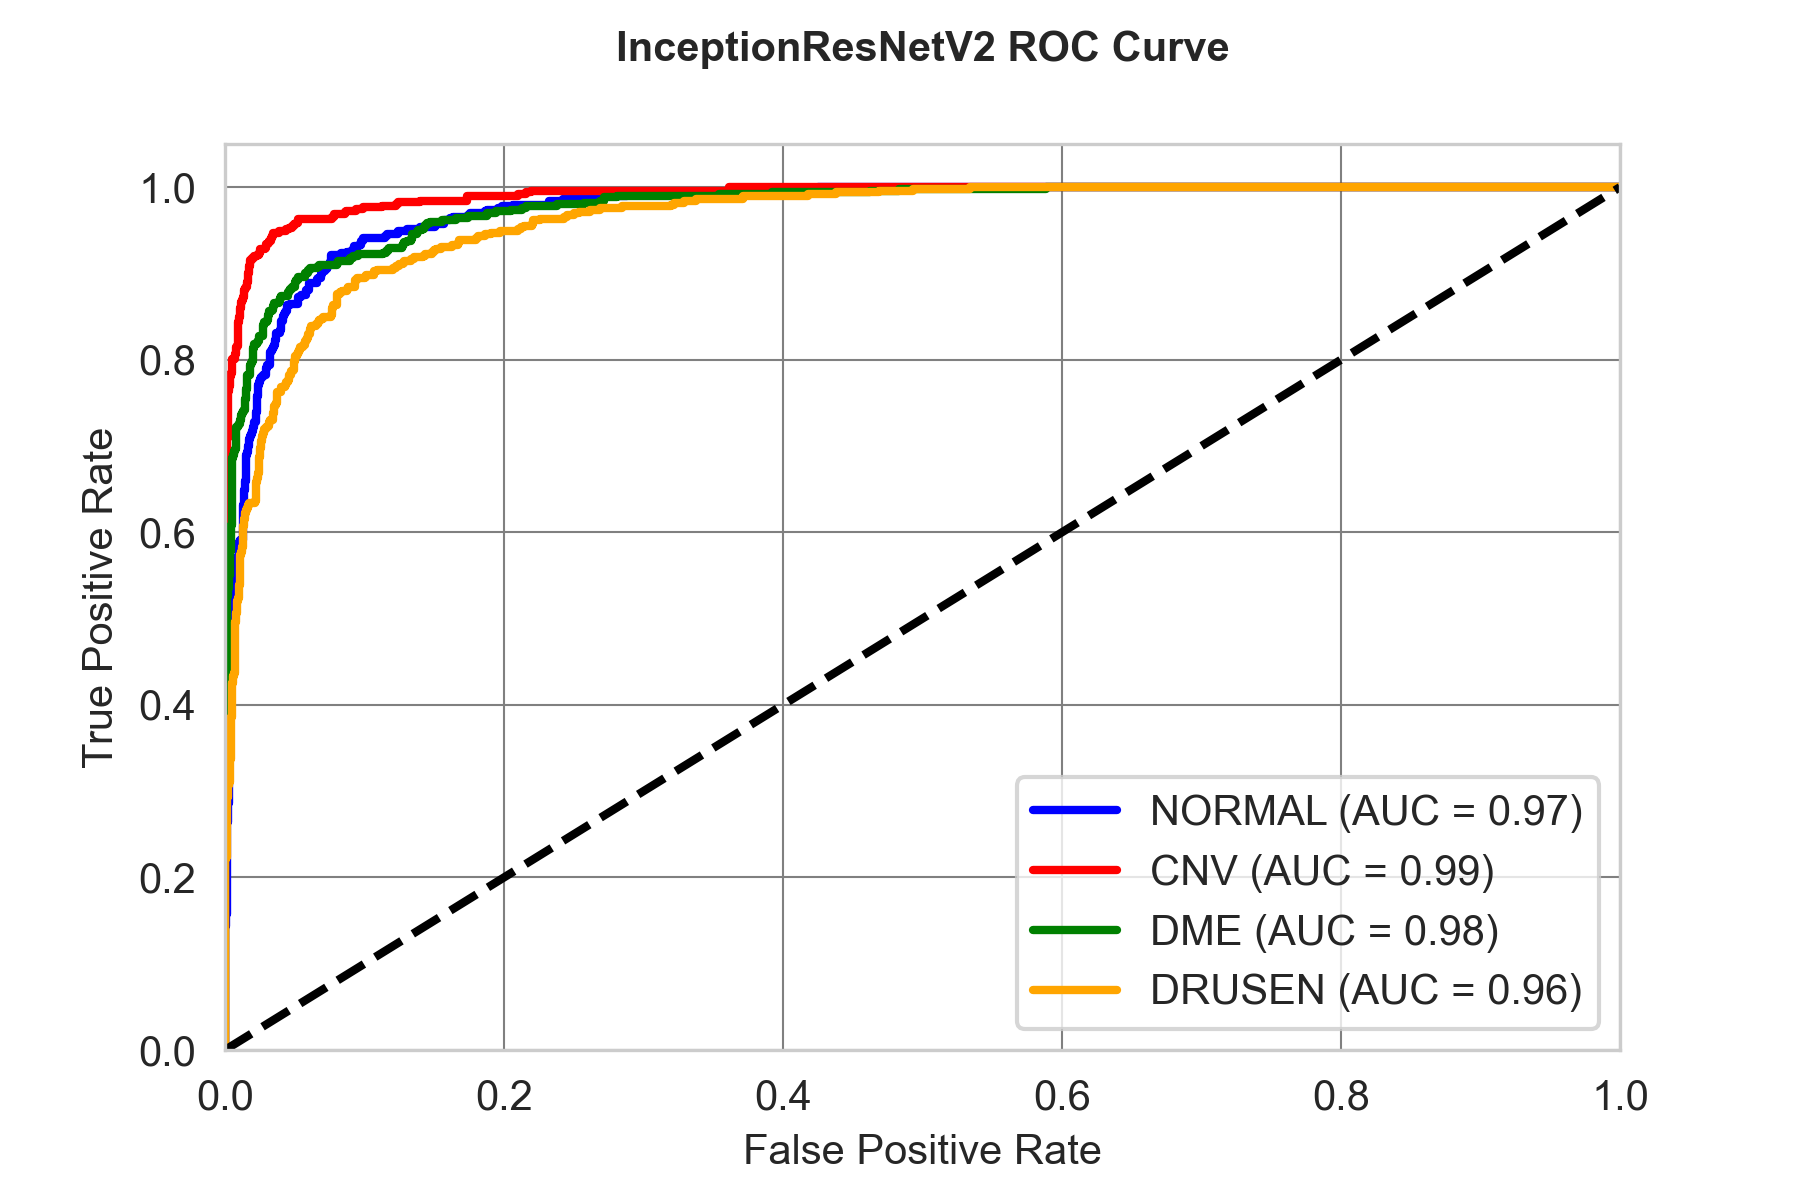 InceptionResNetV2 ROC Curve
1.0
0.8
0.6
0.4
0.2
0.0
True Positive Rate
NORMAL (AUC = 0.97)
CNV (AUC = 0.99)
DME (AUC = 0.98)
DRUSEN (AUC = 0.96)
0.0 0.2 0.4 0.6 0.8 1.0
False Positive Rate